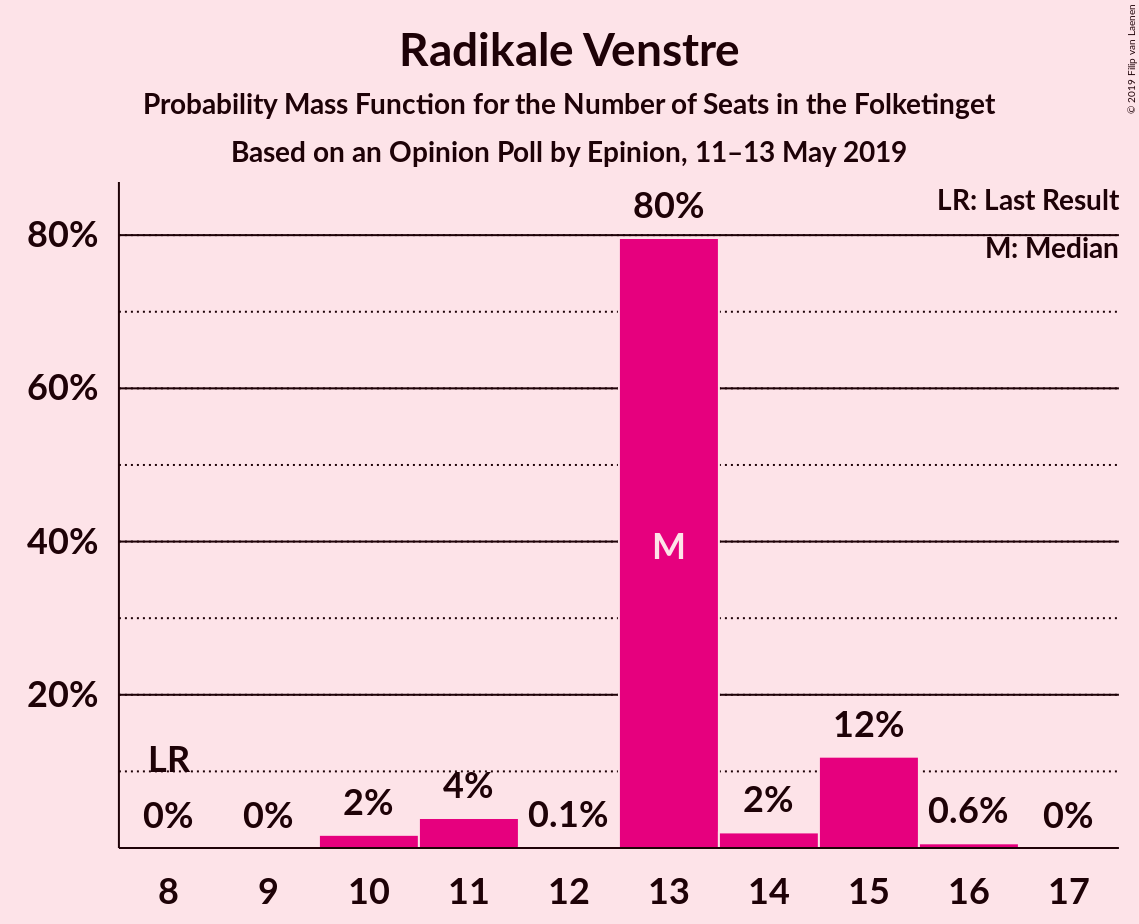 Radikale Venstre
Probability Mass Function for the Number of Seats in the Folketinget
Based on an Opinion Poll by Epinion, 11–13 May 2019
© 2019 Filip van Laenen
LR: Last Result
M: Median
80%
60%
40%
20%
LR
0%
0%
2%
4%
0.1%
80%
M
2%
12%
0.6%
0%
8 9 10 11 12 13 14 15 16 17